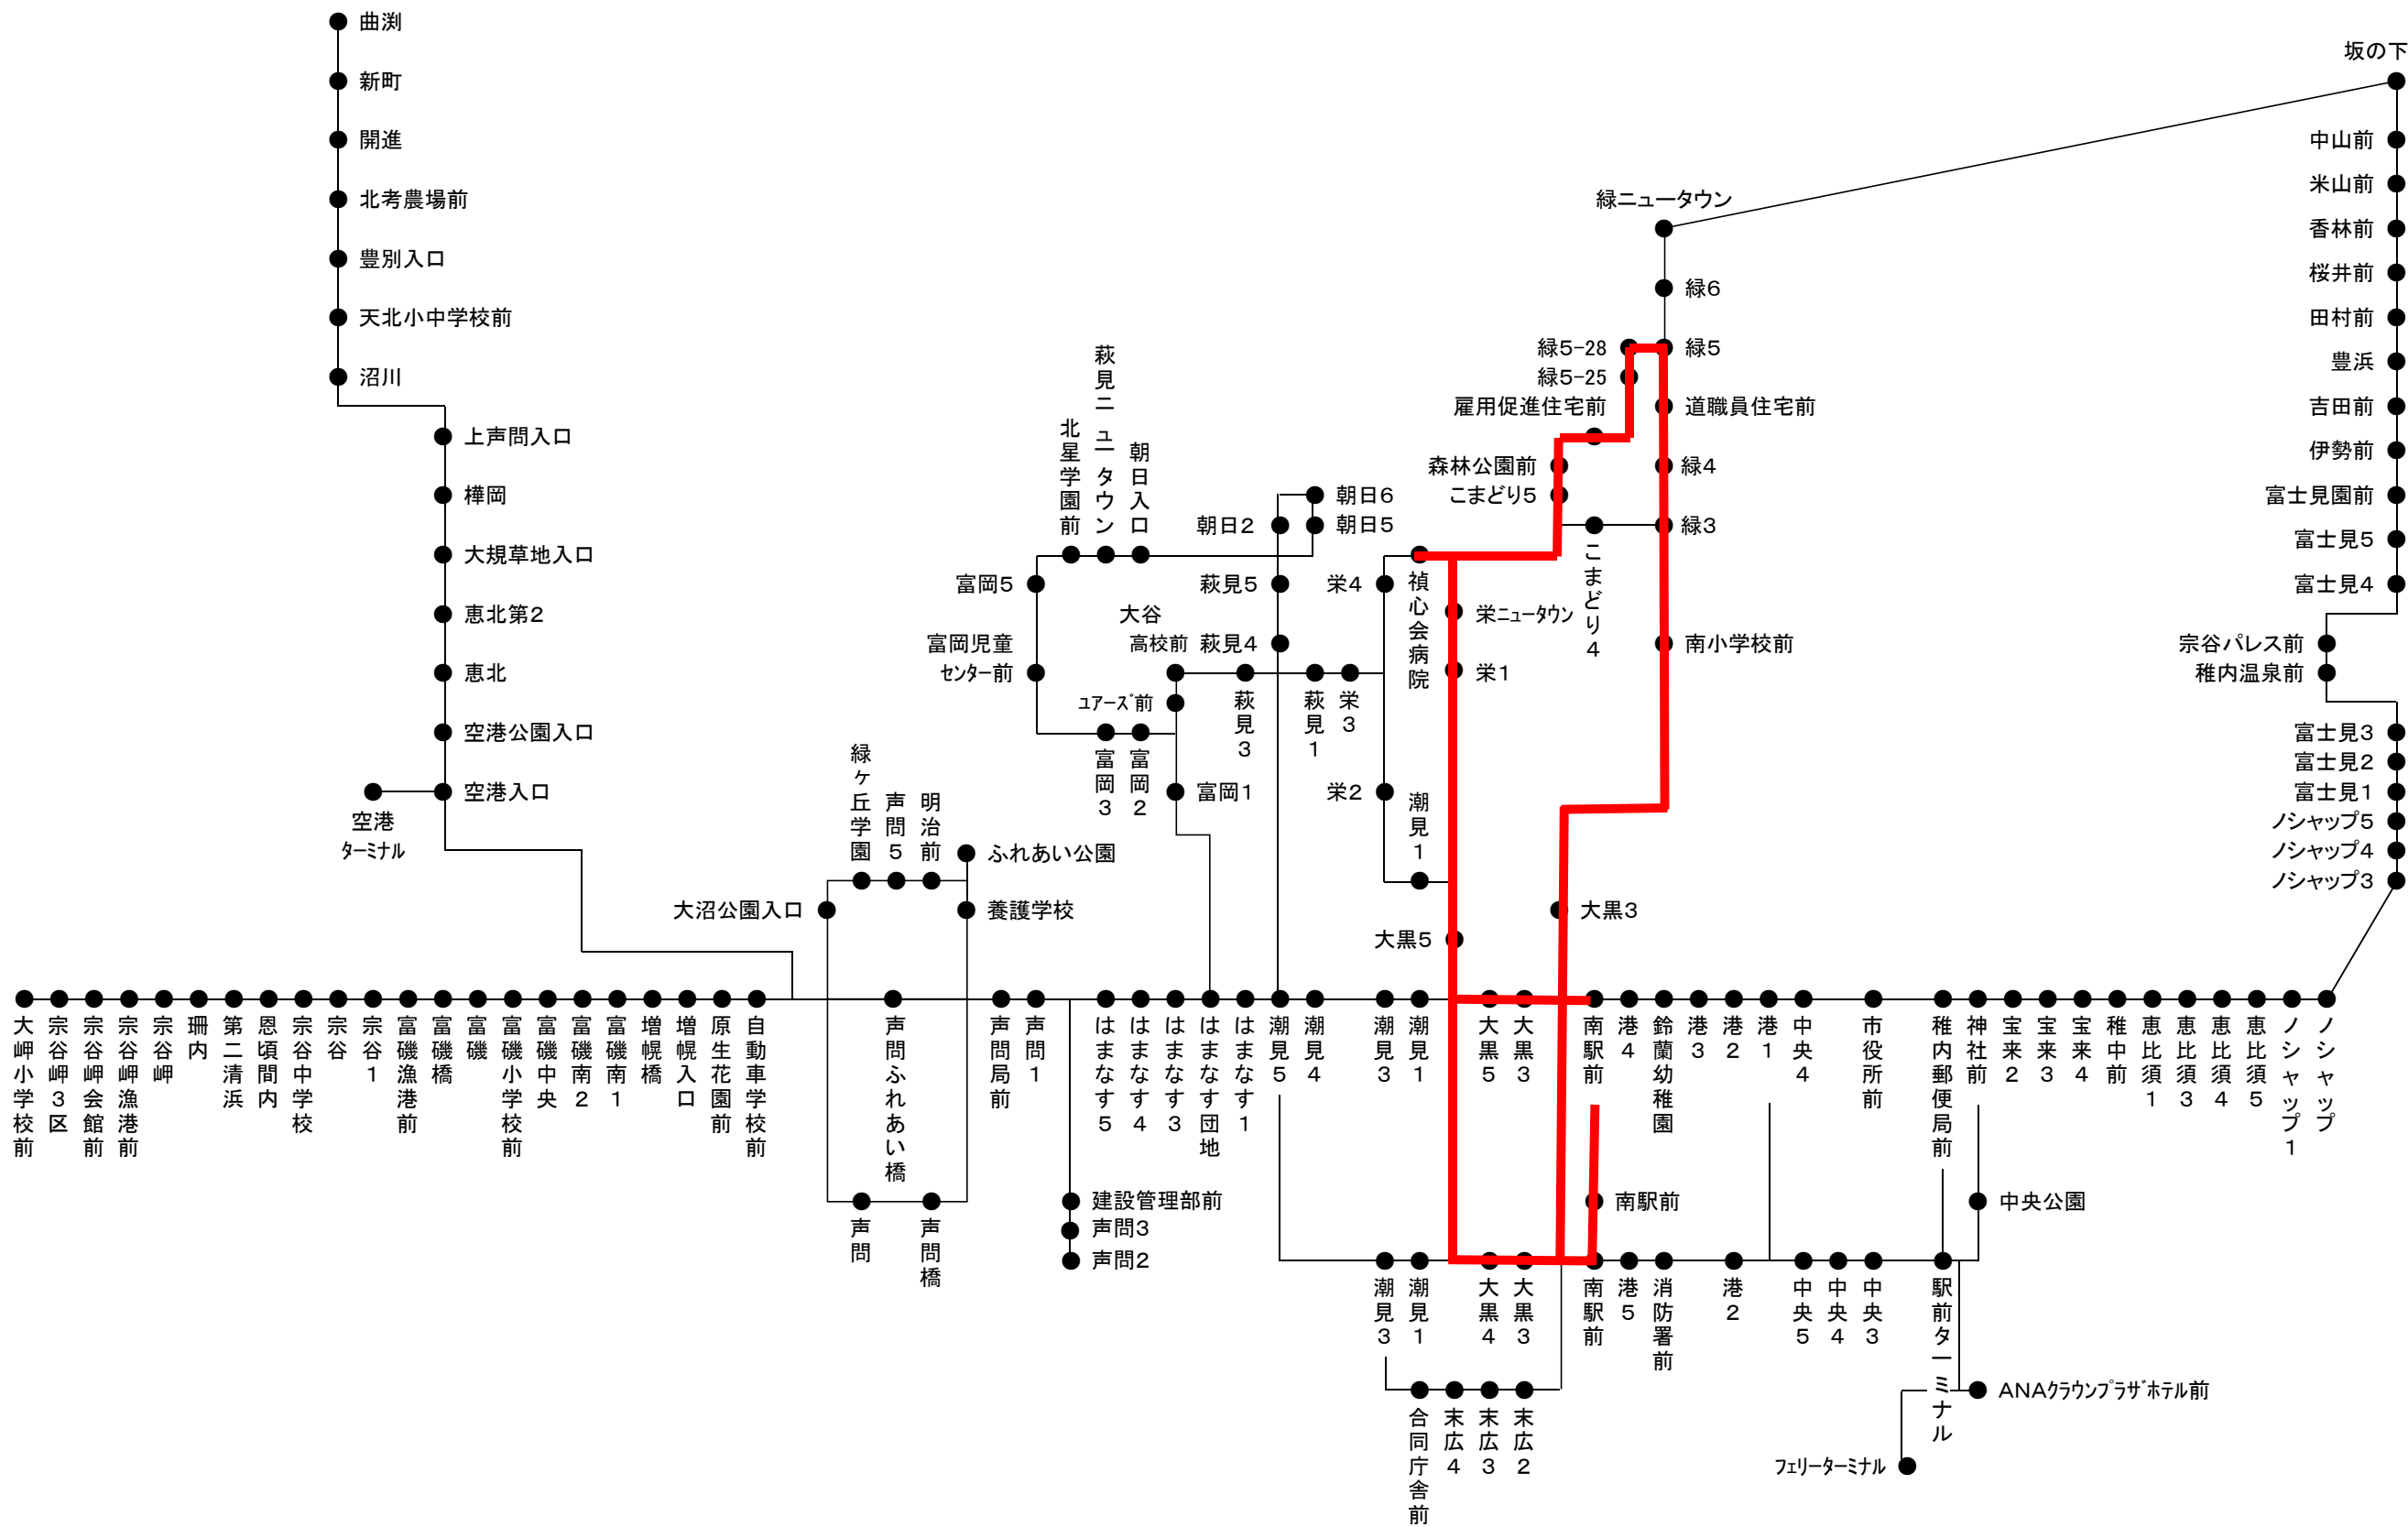 曲渕
新町
開進
北考農場前
豊別入口
天北小中学校前
沼川
上声問入口
樺岡
大規草地入口
恵北第2
恵北
空港公園入口
空港入口
空港
ターミナル
緑ヶ丘学園
声問5
明治前
ふれあい公園
大沼公園入口
養護学校
北星学園前
萩見ニュータウン
朝日入口
富岡5
富岡児童
センター前
大谷
高校前
ユアーズ前
富岡3
富岡2
富岡1
朝日6
朝日5
朝日2
萩見5
萩見4
萩見3
萩見1
栄3
栄4
栄2
禎心会病院
潮見1
栄ニュータウン
栄1
大黒5
緑ニュータウン
緑6
緑5-28
緑5
緑5-25
雇用促進住宅前
道職員住宅前
森林公園前
緑4
こまどり5
緑3
こまどり4
南小学校前
大黒3
坂の下
中山前
米山前
香林前
桜井前
田村前
豊浜
吉田前
伊勢前
富士見園前
富士見5
富士見4
宗谷パレス前
稚内温泉前
富士見3
富士見2
富士見1
ノシャップ5
ノシャップ4
ノシャップ3
大岬小学校前
宗谷岬3区
宗谷岬会館前
宗谷岬漁港前
宗谷岬
珊内
第二清浜
恩頃間内
宗谷中学校
宗谷
宗谷1
富磯漁港前
富磯橋
富磯
富磯小学校前
富磯中央
富磯南2
富磯南1
増幌橋
増幌入口
原生花園前
自動車学校前
声問ふれあい橋
声問局前
声問1
はまなす5
はまなす4
はまなす3
はまなす団地
はまなす1
潮見5
潮見4
潮見3
潮見1
大黒5
大黒3
南駅前
港4
鈴蘭幼稚園
港3
港2
港1
中央4
市役所前
稚内郵便局前
神社前
宝来2
宝来3
宝来4
稚中前
恵比須1
恵比須3
恵比須4
恵比須5
ノシャップ1
ノシャップ
声問
声問橋
建設管理部前
声問3
声問2
南駅前
中央公園
潮見3
潮見1
大黒4
大黒3
南駅前
港5
消防署前
港2
中央5
中央4
中央3
駅前ターミナル
合同庁舎前
末広4
末広3
末広2
ANAクラウンプラザホテル前
フェリーターミナル